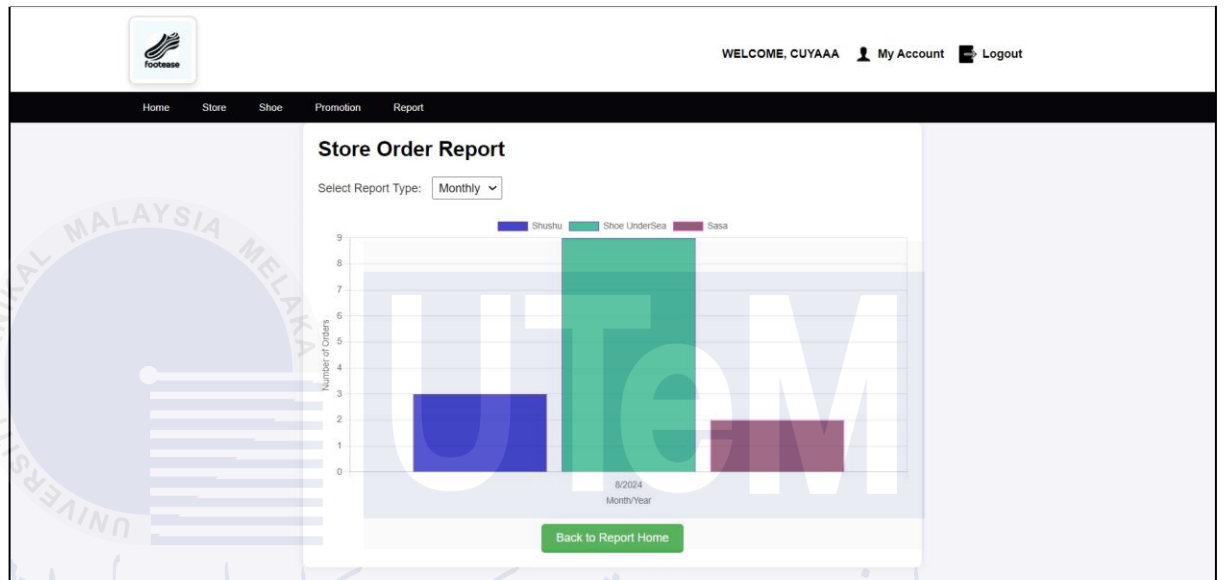 footease
WELCOME, CUYAAA My Account Logout
Home Store Shoe Promotion Report
Store Order Report
Select Report Type: Monthly
Shushu Shoe UnderSea Sasa
9
8
7
6
5
4
3
2
1
0
Number of Orders
8/2024
Month/Year
Back to Report Home
UTeM
MALAYSIA MELAKA